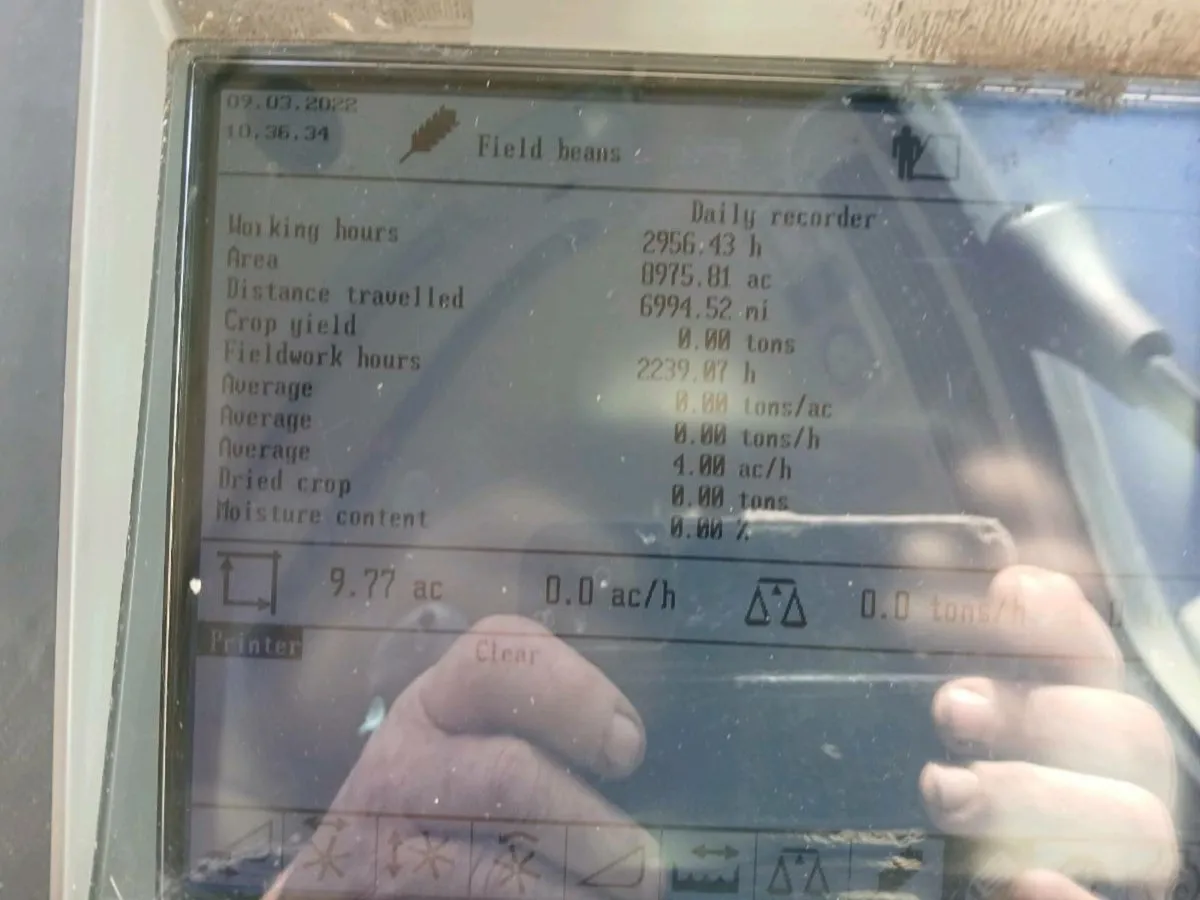 09.03.2022
10.36.34
Field beans
Daily recorder
Working hours 2956.43 h
Area 8975.81 ac
Distance travelled 6994.52 mi
Crop yield 0.00 tons
Fieldwork hours 2239.07 h
Average 0.00 tons/ac
Average 0.00 tons/h
Average 4.00 ac/h
Dried crop 0.00 tons
Moisture content 0.00 %
9.77 ac 0.0 ac/h 0.0 tons/h
Printer Clear